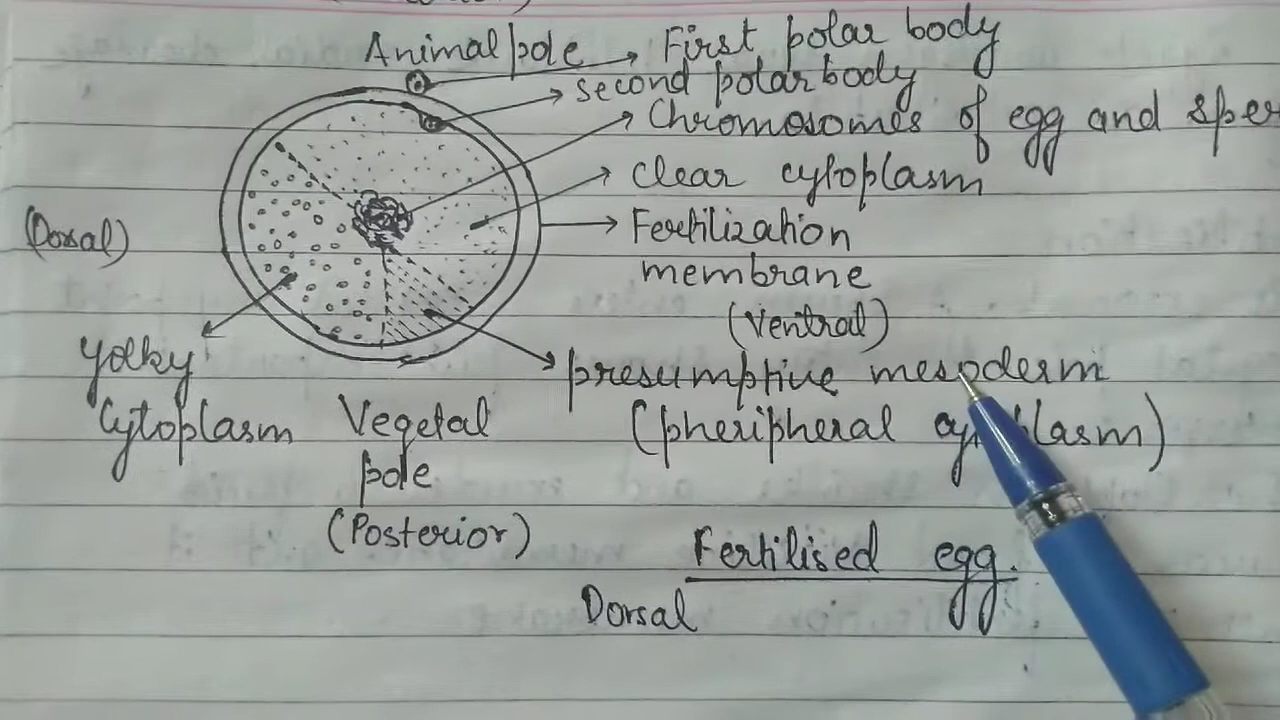 Animal pole
First polar body
second polar body
Chromosomes of egg and sper
Clear cytoplasm
(Dorsal)
Fertilization
membrane
(Ventral)
Yolky
Cytoplasm
presumptive mesoderm
(pheripheral cytoplasm)
Vegetal
pole
(Posterior)
Fertilised egg.
Dorsal